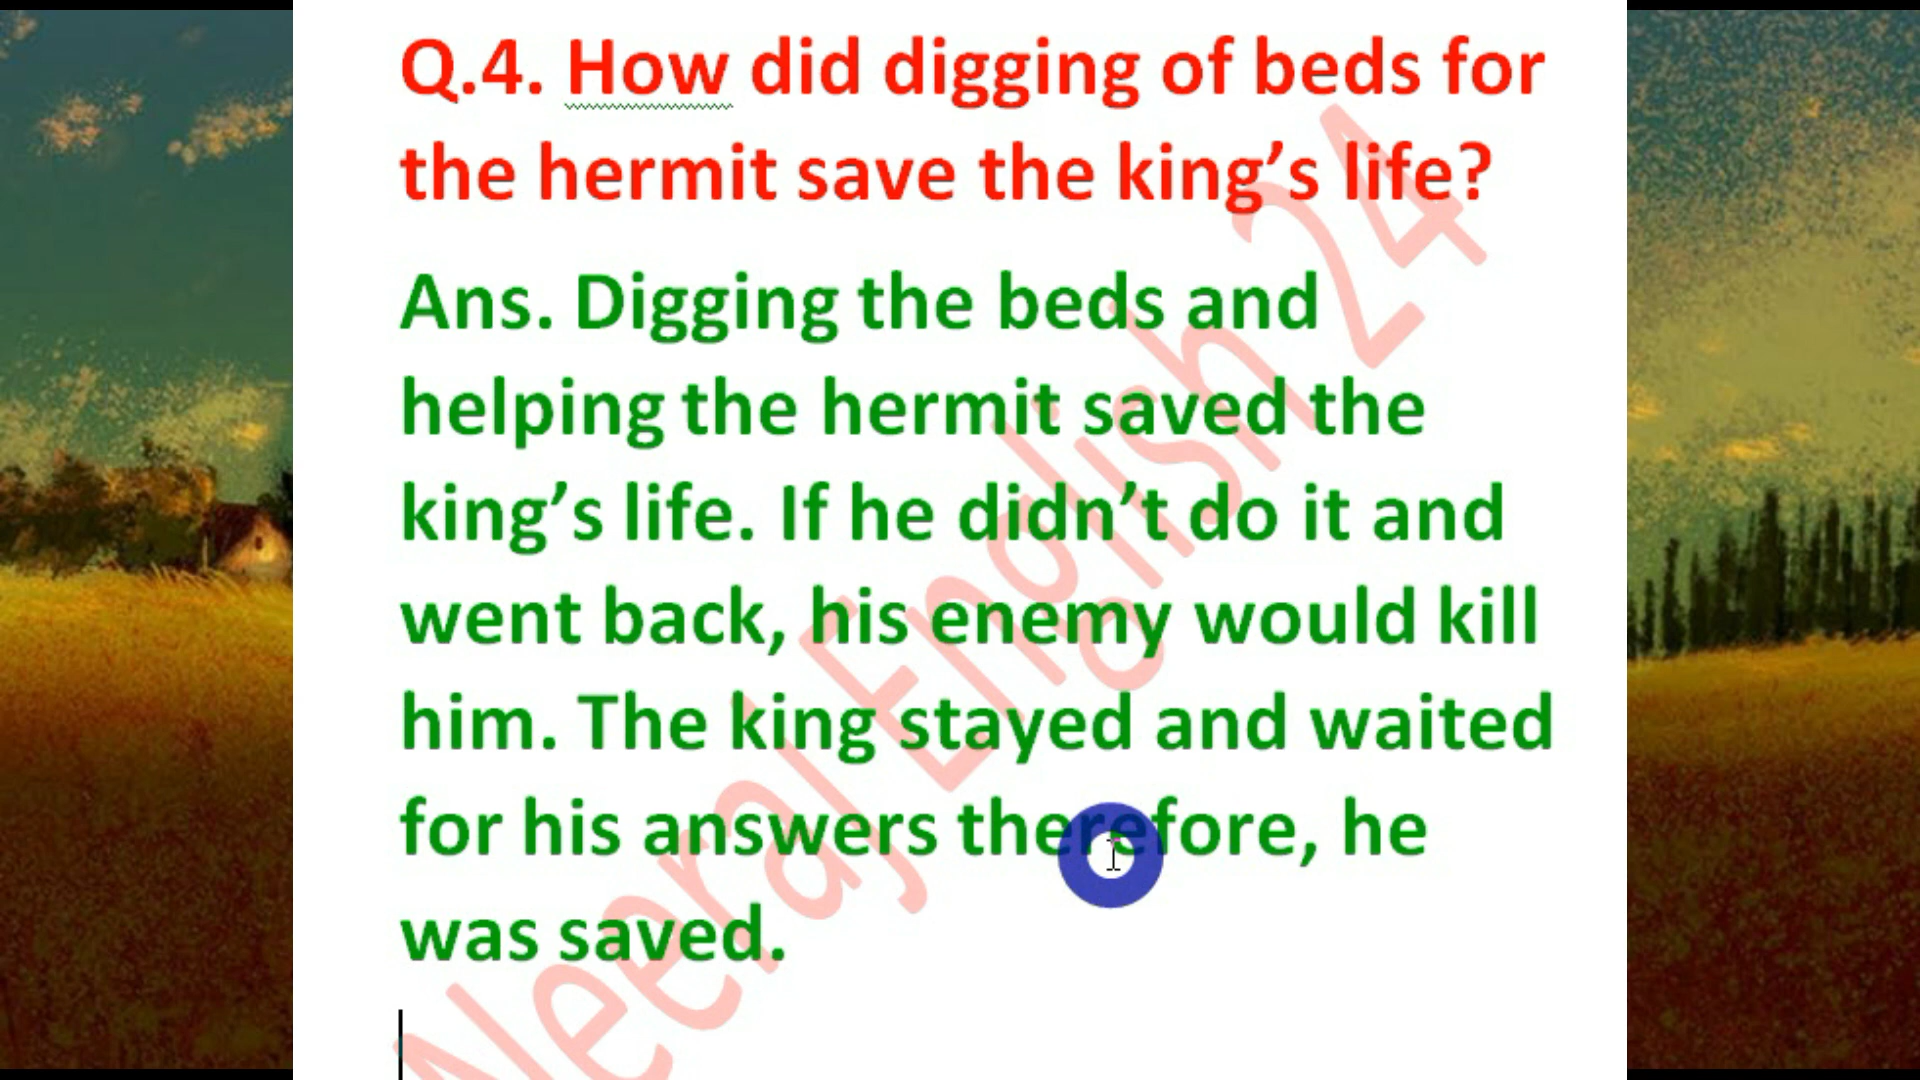 Q.4. How did digging of beds for
the hermit save the king’s life?
Ans. Digging the beds and
helping the hermit saved the
king’s life. If he didn’t do it and
went back, his enemy would kill
him. The king stayed and waited
for his answers therefore, he
was saved.
Neeraj English 24